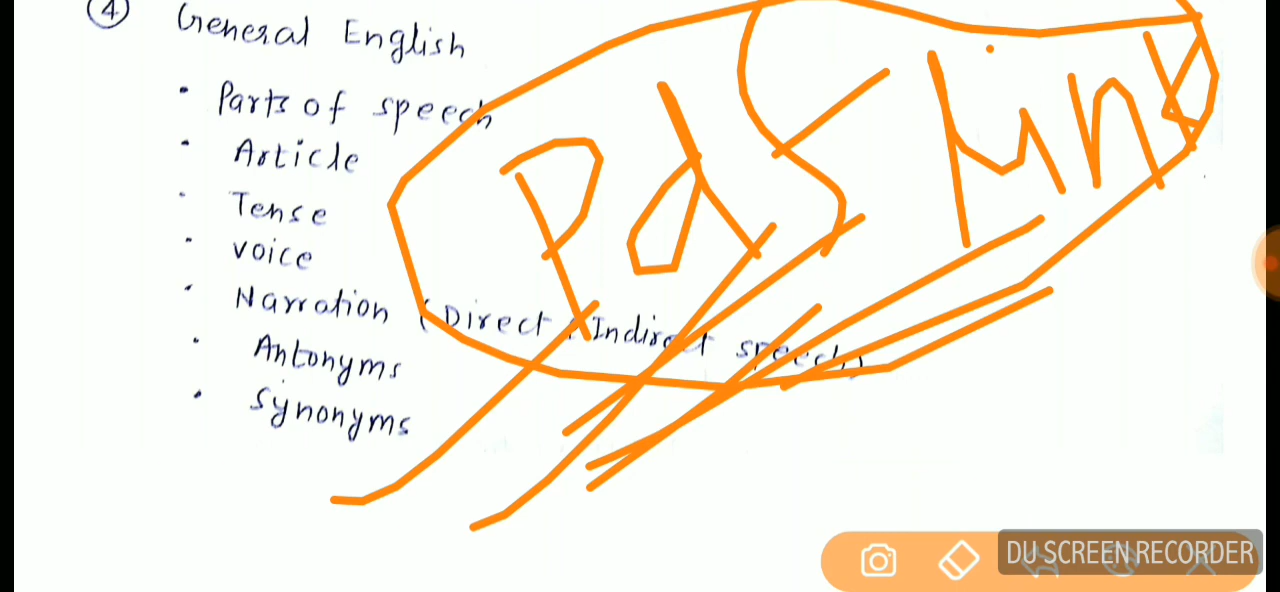 ④ General English
• Parts of speech
• Article
• Tense
• voice
• Narration (Direct / Indirect speech)
• Antonyms
• Synonyms
Pdf
DU SCREEN RECORDER